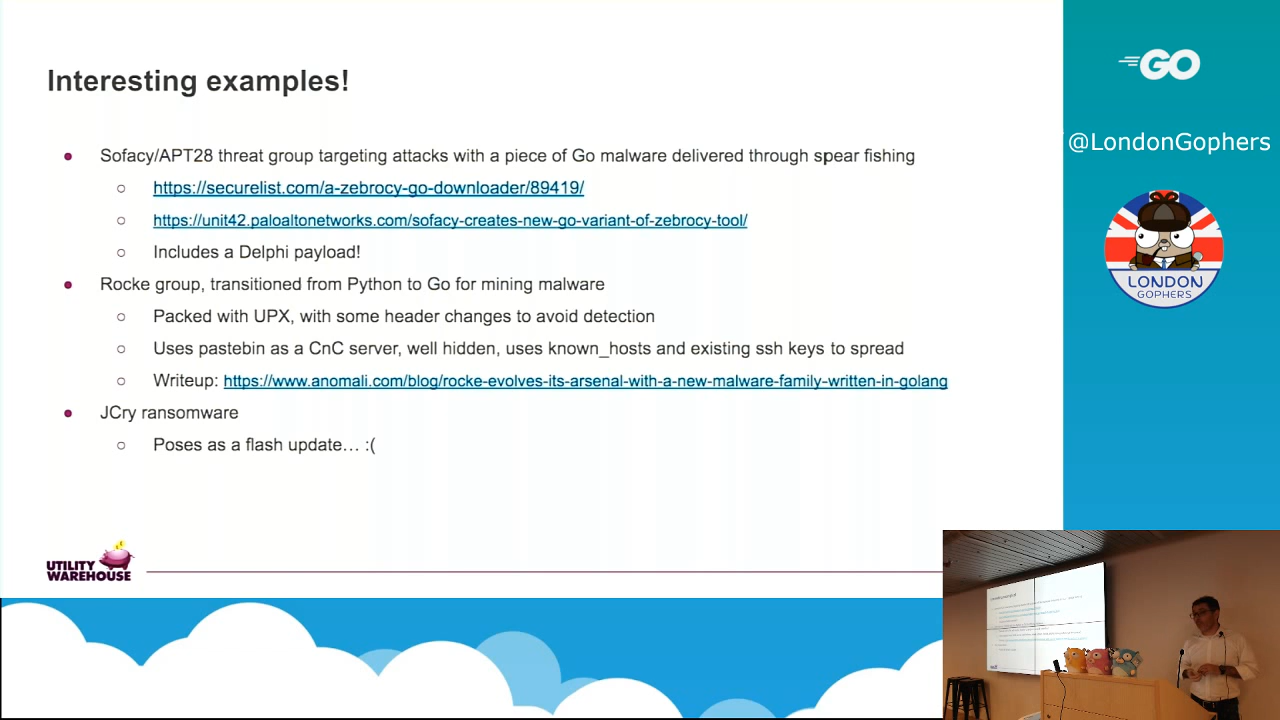 Interesting examples!
Sofacy/APT28 threat group targeting attacks with a piece of Go malware delivered through spear fishing
https://securelist.com/a-zebrocy-go-downloader/89419/
https://unit42.paloaltonetworks.com/sofacy-creates-new-go-variant-of-zebrocy-tool/
Includes a Delphi payload!
Rocke group, transitioned from Python to Go for mining malware
Packed with UPX, with some header changes to avoid detection
Uses pastebin as a CnC server, well hidden, uses known_hosts and existing ssh keys to spread
Writeup: https://www.anomali.com/blog/rocke-evolves-its-arsenal-with-a-new-malware-family-written-in-golang
JCry ransomware
Poses as a flash update… :(
UTILITY
WAREHOUSE
GO
@LondonGophers
LONDON
GOPHERS